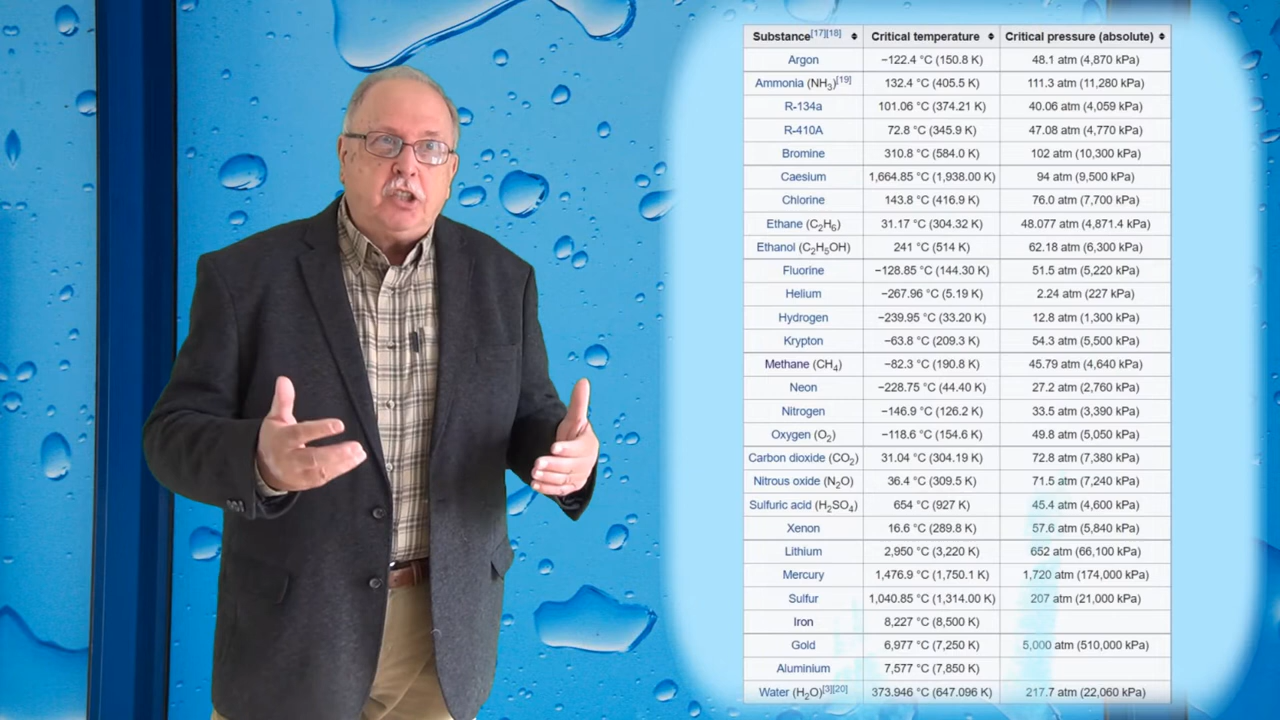 Substance[17][18] Critical temperature Critical pressure (absolute)
Argon −122.4 °C (150.8 K) 48.1 atm (4,870 kPa)
Ammonia (NH₃)[19] 132.4 °C (405.5 K) 111.3 atm (11,280 kPa)
R-134a 101.06 °C (374.21 K) 40.06 atm (4,059 kPa)
R-410A 72.8 °C (345.9 K) 47.08 atm (4,770 kPa)
Bromine 310.8 °C (584.0 K) 102 atm (10,300 kPa)
Caesium 1,664.85 °C (1,938.00 K) 94 atm (9,500 kPa)
Chlorine 143.8 °C (416.9 K) 76.0 atm (7,700 kPa)
Ethane (C₂H₆) 31.17 °C (304.32 K) 48.077 atm (4,871.4 kPa)
Ethanol (C₂H₅OH) 241 °C (514 K) 62.18 atm (6,300 kPa)
Fluorine −128.85 °C (144.30 K) 51.5 atm (5,220 kPa)
Helium −267.96 °C (5.19 K) 2.24 atm (227 kPa)
Hydrogen −239.95 °C (33.20 K) 12.8 atm (1,300 kPa)
Krypton −63.8 °C (209.3 K) 54.3 atm (5,500 kPa)
Methane (CH₄) −82.3 °C (190.8 K) 45.79 atm (4,640 kPa)
Neon −228.75 °C (44.40 K) 27.2 atm (2,760 kPa)
Nitrogen −146.9 °C (126.2 K) 33.5 atm (3,390 kPa)
Oxygen (O₂) −118.6 °C (154.6 K) 49.8 atm (5,050 kPa)
Carbon dioxide (CO₂) 31.04 °C (304.19 K) 72.8 atm (7,380 kPa)
Nitrous oxide (N₂O) 36.4 °C (309.5 K) 71.5 atm (7,240 kPa)
Sulfuric acid (H₂SO₄) 654 °C (927 K) 45.4 atm (4,600 kPa)
Xenon 16.6 °C (289.8 K) 57.6 atm (5,840 kPa)
Lithium 2,950 °C (3,220 K) 652 atm (66,100 kPa)
Mercury 1,476.9 °C (1,750.1 K) 1,720 atm (174,000 kPa)
Sulfur 1,040.85 °C (1,314.00 K) 207 atm (21,000 kPa)
Iron 8,227 °C (8,500 K)
Gold 6,977 °C (7,250 K) 5,000 atm (510,000 kPa)
Aluminium 7,577 °C (7,850 K)
Water (H₂O)[3][20] 373.946 °C (647.096 K) 217.7 atm (22,060 kPa)